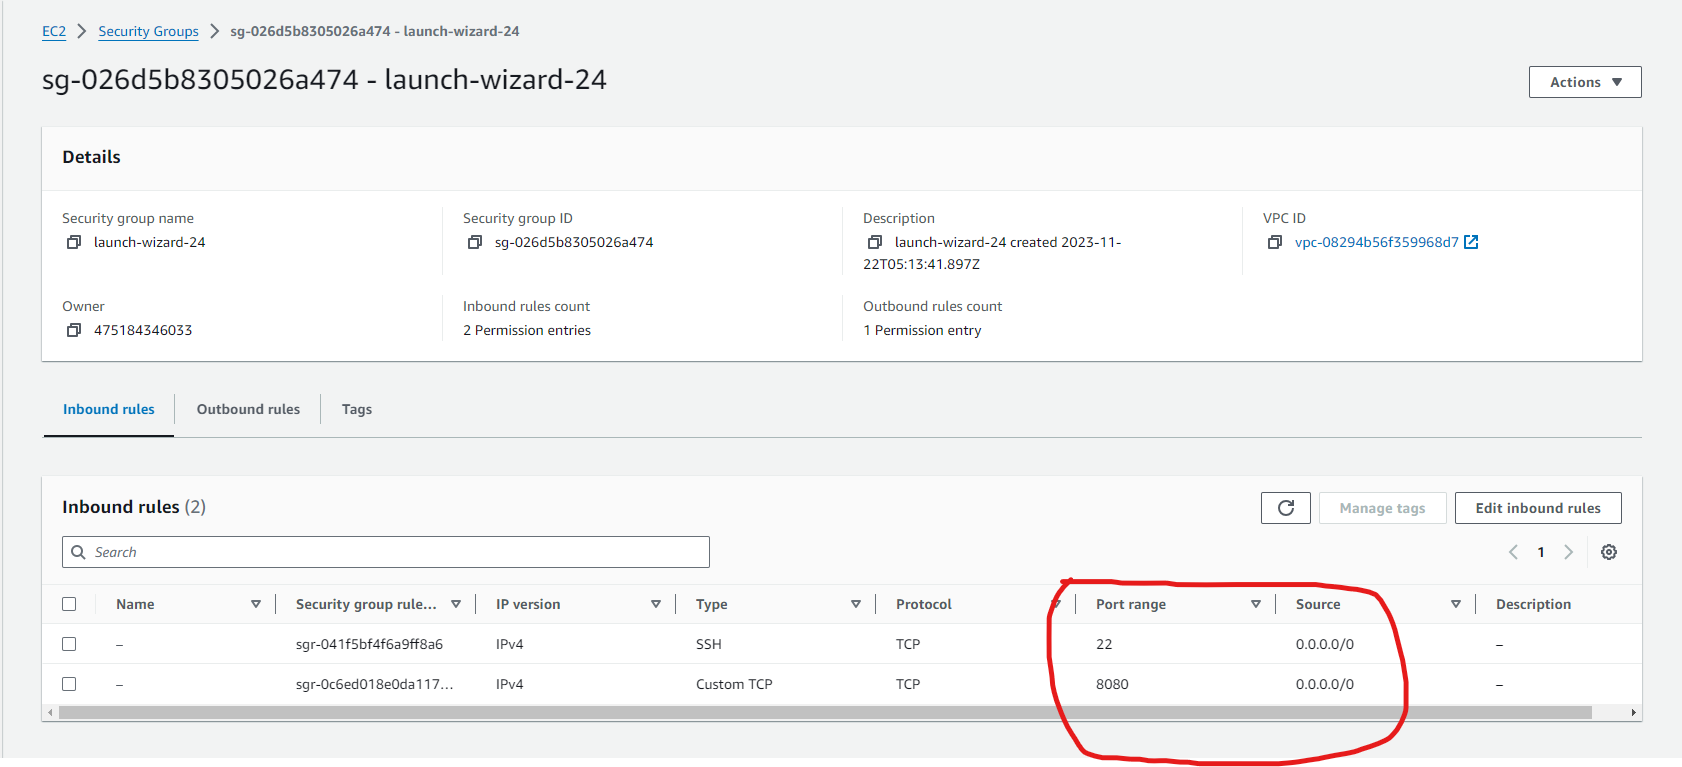 EC2 > Security Groups > sg-026d5b8305026a474 - launch-wizard-24
sg-026d5b8305026a474 - launch-wizard-24
Actions
Details
Security group name
launch-wizard-24
Security group ID
sg-026d5b8305026a474
Description
launch-wizard-24 created 2023-11-
22T05:13:41.897Z
VPC ID
vpc-08294b56f359968d7
Owner
475184346033
Inbound rules count
2 Permission entries
Outbound rules count
1 Permission entry
Inbound rules Outbound rules Tags
Inbound rules (2)
Manage tags Edit inbound rules
Search
1
Name Security group rule... IP version Type Protocol Port range Source Description
– sgr-041f5bf4f6a9ff8a6 IPv4 SSH TCP 22 0.0.0.0/0 –
– sgr-0c6ed018e0da117... IPv4 Custom TCP TCP 8080 0.0.0.0/0 –